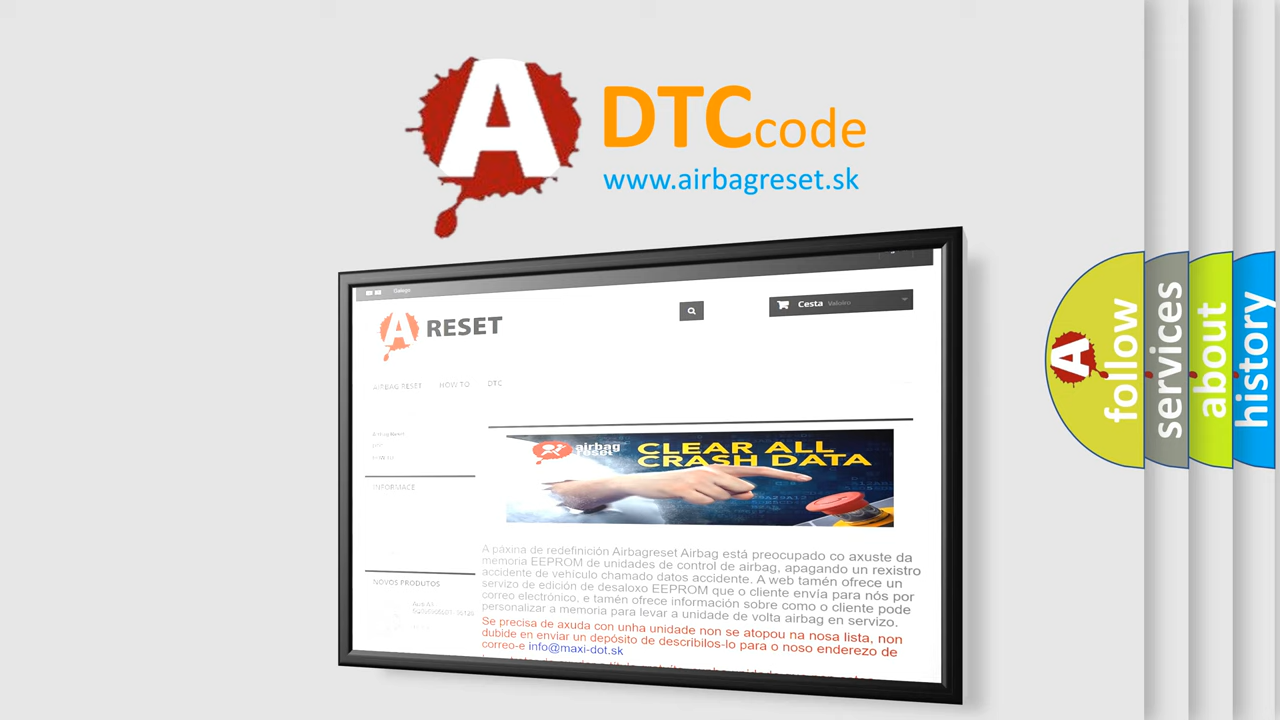 A DTCcode
www.airbagreset.sk
Galego
A RESET
Cesta Valeiro
AIRBAG RESET HOW TO DTC
INFORMACE
NOVOS PRODUTOS
airbag
reset
CLEAR ALL
CRASH DATA
A páxina de redefinición Airbagreset Airbag está preocupado co axuste da
memoria EEPROM de unidades de control de airbag, apagando un rexistro
accidente de vehículo chamado datos accidente. A web tamén ofrece un
servizo de edición de desaloxo EEPROM que o cliente envía para nós por
correo electrónico, e tamén ofrece información sobre como o cliente pode
personalizar a memoria para levar a unidade de volta airbag en servizo.
Se precisa de axuda con unha unidade non se atopou na nosa lista, non
dubide en enviar un depósito de describilos-lo para o noso enderezo de
correo-e info@maxi-dot.sk
A follow
services
about
history